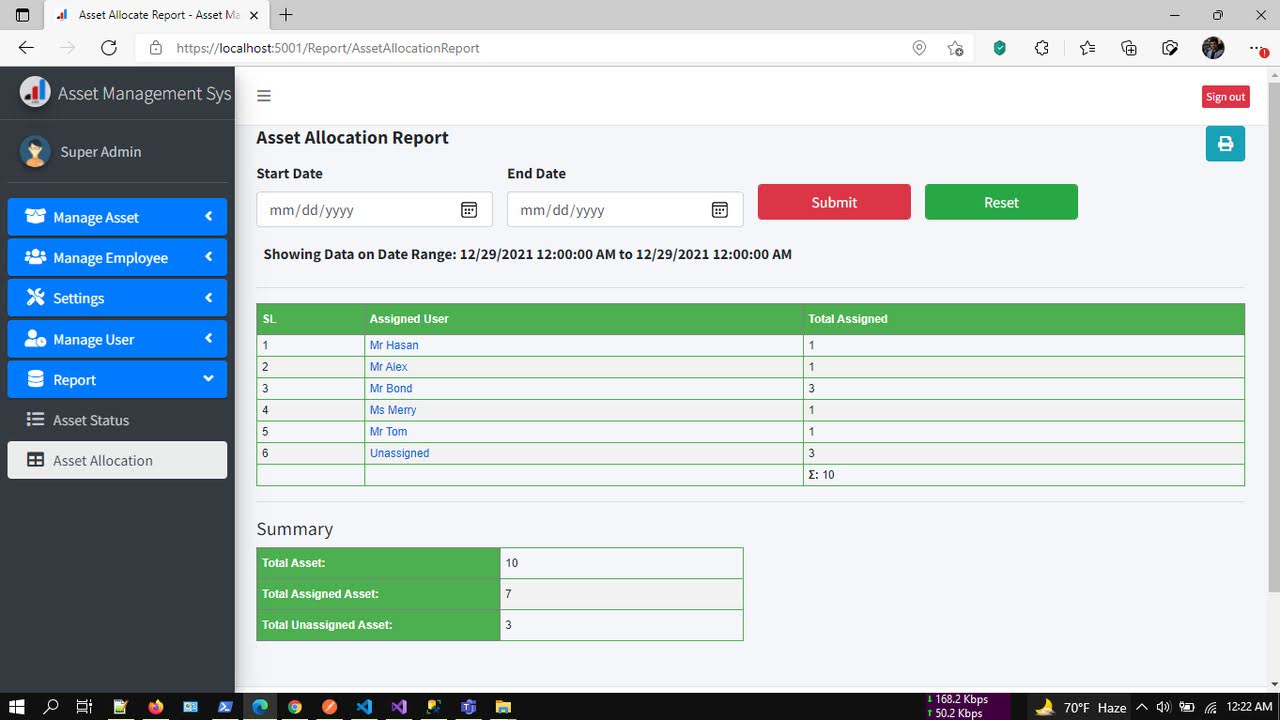 Asset Allocate Report - Asset Ma
https://localhost:5001/Report/AssetAllocationReport
Asset Management Sys
Sign out
Super Admin
Asset Allocation Report
Start Date
End Date
mm/dd/yyyy
mm/dd/yyyy
Submit
Reset
Showing Data on Date Range: 12/29/2021 12:00:00 AM to 12/29/2021 12:00:00 AM
Manage Asset
Manage Employee
Settings
Manage User
Report
Asset Status
Asset Allocation
SL Assigned User Total Assigned
1 Mr Hasan 1
2 Mr Alex 1
3 Mr Bond 3
4 Ms Merry 1
5 Mr Tom 1
6 Unassigned 3
Σ: 10
Summary
Total Asset: 10
Total Assigned Asset: 7
Total Unassigned Asset: 3
168.2 Kbps
50.2 Kbps
70°F Haze
12:22 AM